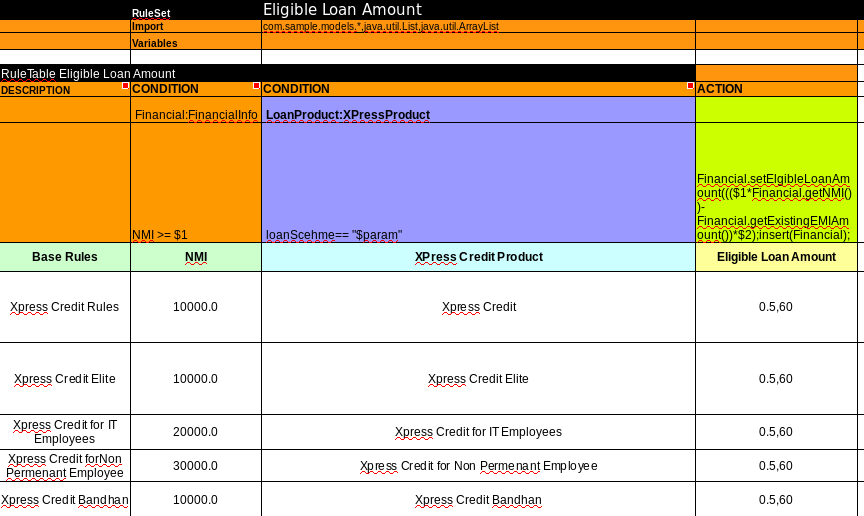 RuleSet Eligible Loan Amount
Import com.sample.models.*,java.util.List,java.util.ArrayList
Variables
RuleTable Eligible Loan Amount
DESCRIPTION CONDITION CONDITION ACTION
Financial:FinancialInfo LoanProduct:XPressProduct
Financial.setElgibleLoanAm
ount((($1*Financial.getNMI()
)-
Financial.getExistingEMIAm
ount())*$2);insert(Financial);
NMI >= $1 loanScehme== "$param"
Base Rules NMI XPress Credit Product Eligible Loan Amount
Xpress Credit Rules 10000.0 Xpress Credit 0.5,60
Xpress Credit Elite 10000.0 Xpress Credit Elite 0.5,60
Xpress Credit for IT
Employees 20000.0 Xpress Credit for IT Employees 0.5,60
Xpress Credit forNon
Permenant Employee 30000.0 Xpress Credit for Non Permenant Employee 0.5,60
Xpress Credit Bandhan 10000.0 Xpress Credit Bandhan 0.5,60